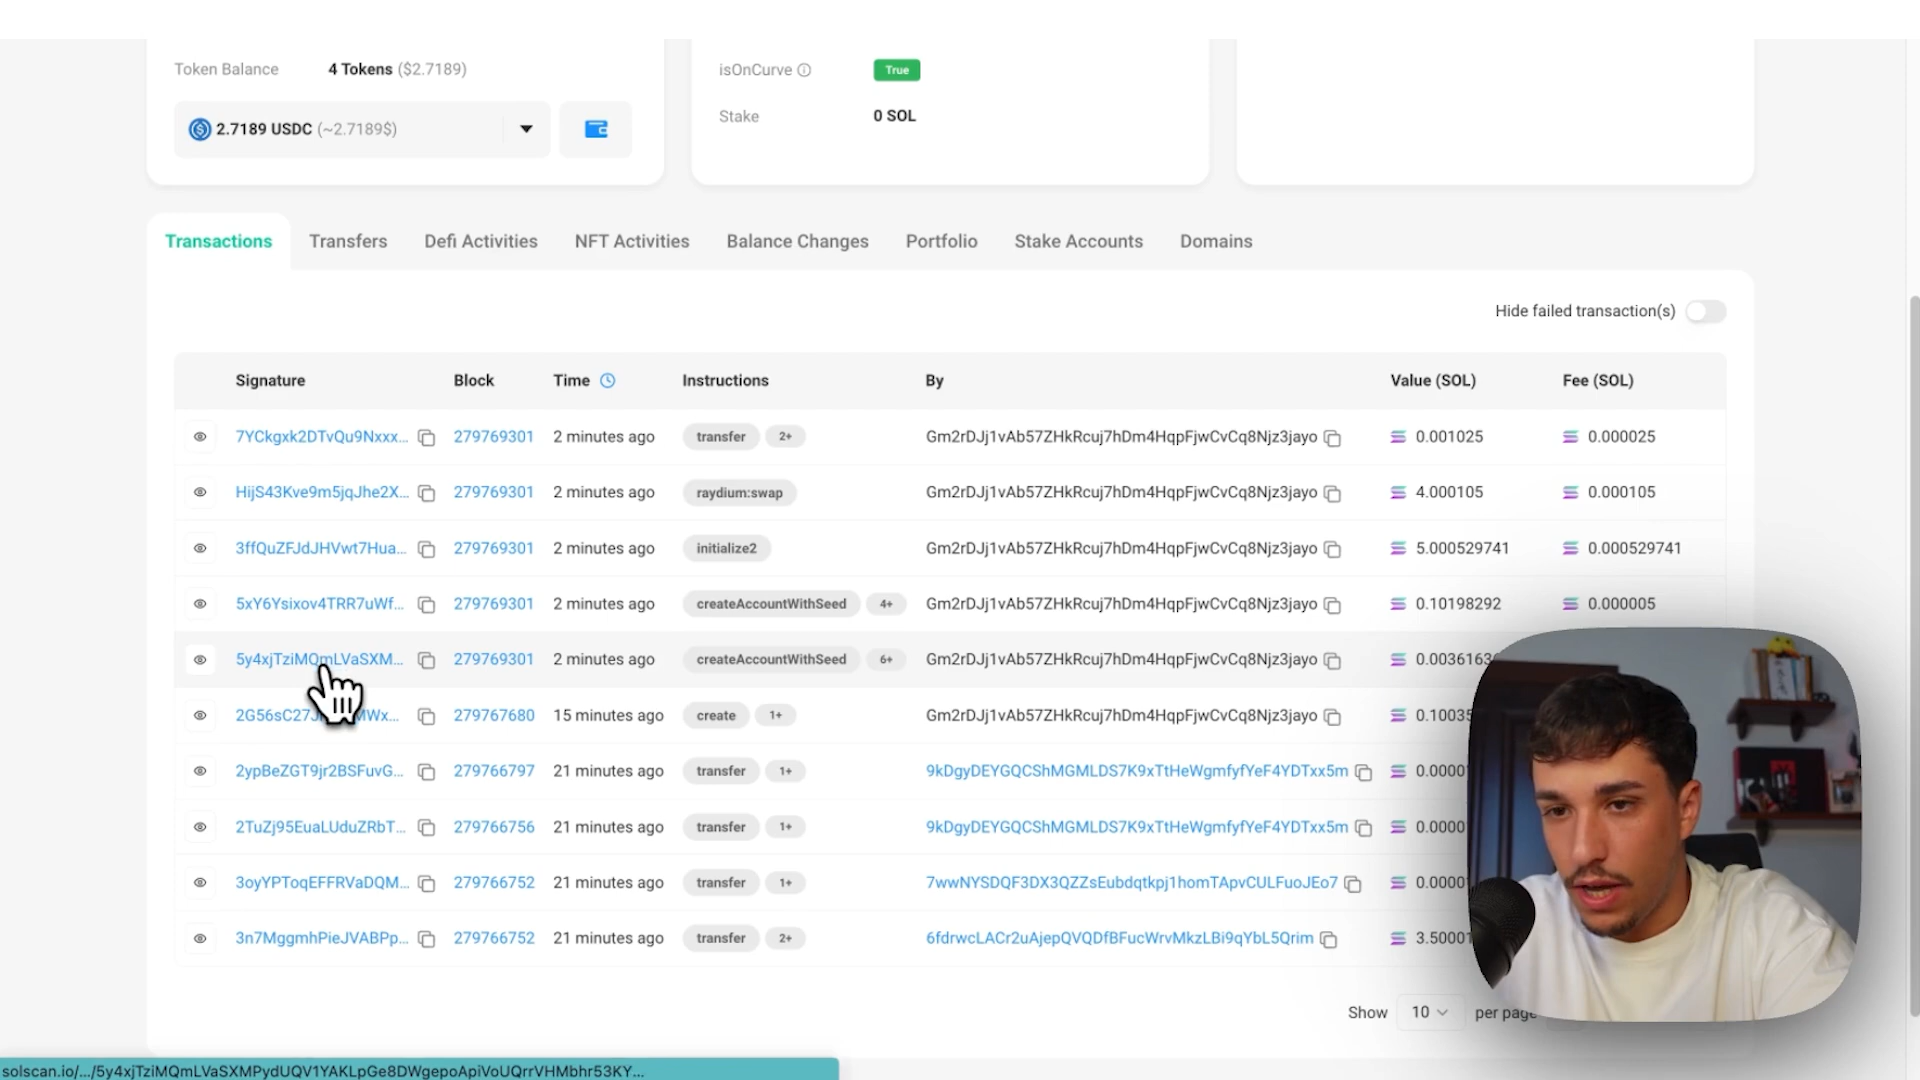 Token Balance 4 Tokens ($2.7189) isOnCurve True
2.7189 USDC (~2.7189$) Stake 0 SOL
Transactions Transfers Defi Activities NFT Activities Balance Changes Portfolio Stake Accounts Domains
Hide failed transaction(s)
Signature Block Time Instructions By Value (SOL) Fee (SOL)
7YCkgxk2DTvQu9Nxxx... 279769301 2 minutes ago transfer 2+ Gm2rDJj1vAb57ZHkRcuj7hDm4HqpFjwCvCq8Njz3jayo 0.001025 0.000025
HijS43Kve9m5jqJhe2X... 279769301 2 minutes ago raydium:swap Gm2rDJj1vAb57ZHkRcuj7hDm4HqpFjwCvCq8Njz3jayo 4.000105 0.000105
3ffQuZFJdJHVwt7Hua... 279769301 2 minutes ago initialize2 Gm2rDJj1vAb57ZHkRcuj7hDm4HqpFjwCvCq8Njz3jayo 5.000529741 0.000529741
5xY6Ysixov4TRR7uWf... 279769301 2 minutes ago createAccountWithSeed 4+ Gm2rDJj1vAb57ZHkRcuj7hDm4HqpFjwCvCq8Njz3jayo 0.10198292 0.000005
5y4xjTziMQmLVaSXM... 279769301 2 minutes ago createAccountWithSeed 6+ Gm2rDJj1vAb57ZHkRcuj7hDm4HqpFjwCvCq8Njz3jayo 0.003616
279767680 15 minutes ago create 1+ Gm2rDJj1vAb57ZHkRcuj7hDm4HqpFjwCvCq8Njz3jayo 0.1003
2ypBeZGT9jr2BSFuvG... 279766797 21 minutes ago transfer 1+ 9kDgyDEYGQCShMGMLDS7K9xTtHeWgmfyfYeF4YDTxx5m 0.0000
2TuZj95EuaLUduZRbT... 279766756 21 minutes ago transfer 1+ 9kDgyDEYGQCShMGMLDS7K9xTtHeWgmfyfYeF4YDTxx5m 0.0000
3oyYPToqEFFRVaDQM... 279766752 21 minutes ago transfer 1+ 7wwNYSDQF3DX3QZZsEubdqtkpj1homTApvCULFuoJEo7 0.0000
3n7MggmhPieJVABPp... 279766752 21 minutes ago transfer 2+ 6fdrwcLACr2uAjepQVQDfBFucWrvMkzLBi9qYbL5Qrim 3.5000
Show 10 per page
solscan.io/.../5y4xjTziMQmLVaSXMPydUQV1YAKLpGe8DWgepoApiVoUQrrVHMbhr53KY...